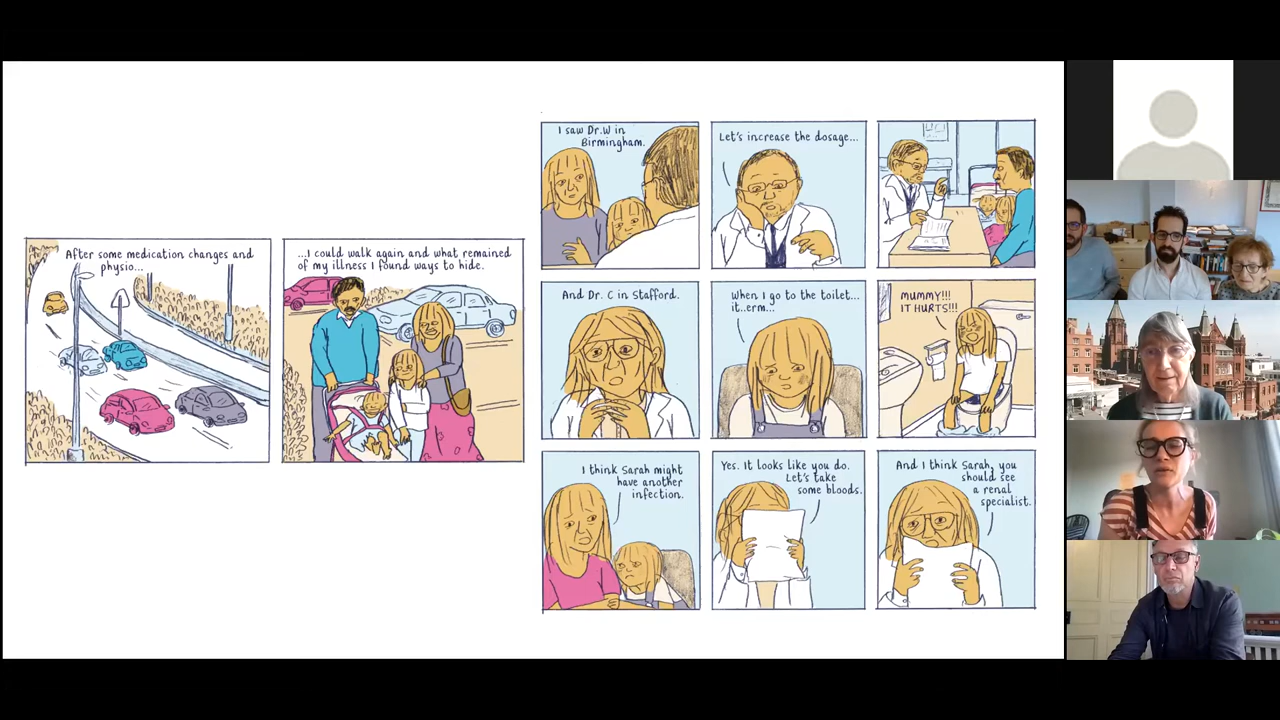 After some medication changes and
physio...
...I could walk again and what remained
of my illness I found ways to hide.
I saw Dr.W in
Birmingham.
Let's increase the dosage...
And Dr. C in Stafford.
When I go to the toilet...
it..erm...
MUMMY!!!
IT HURTS!!!
I think Sarah might
have another
infection.
Yes. It looks like you do.
Let's take
some bloods.
And I think Sarah, you
should see
a renal
specialist.